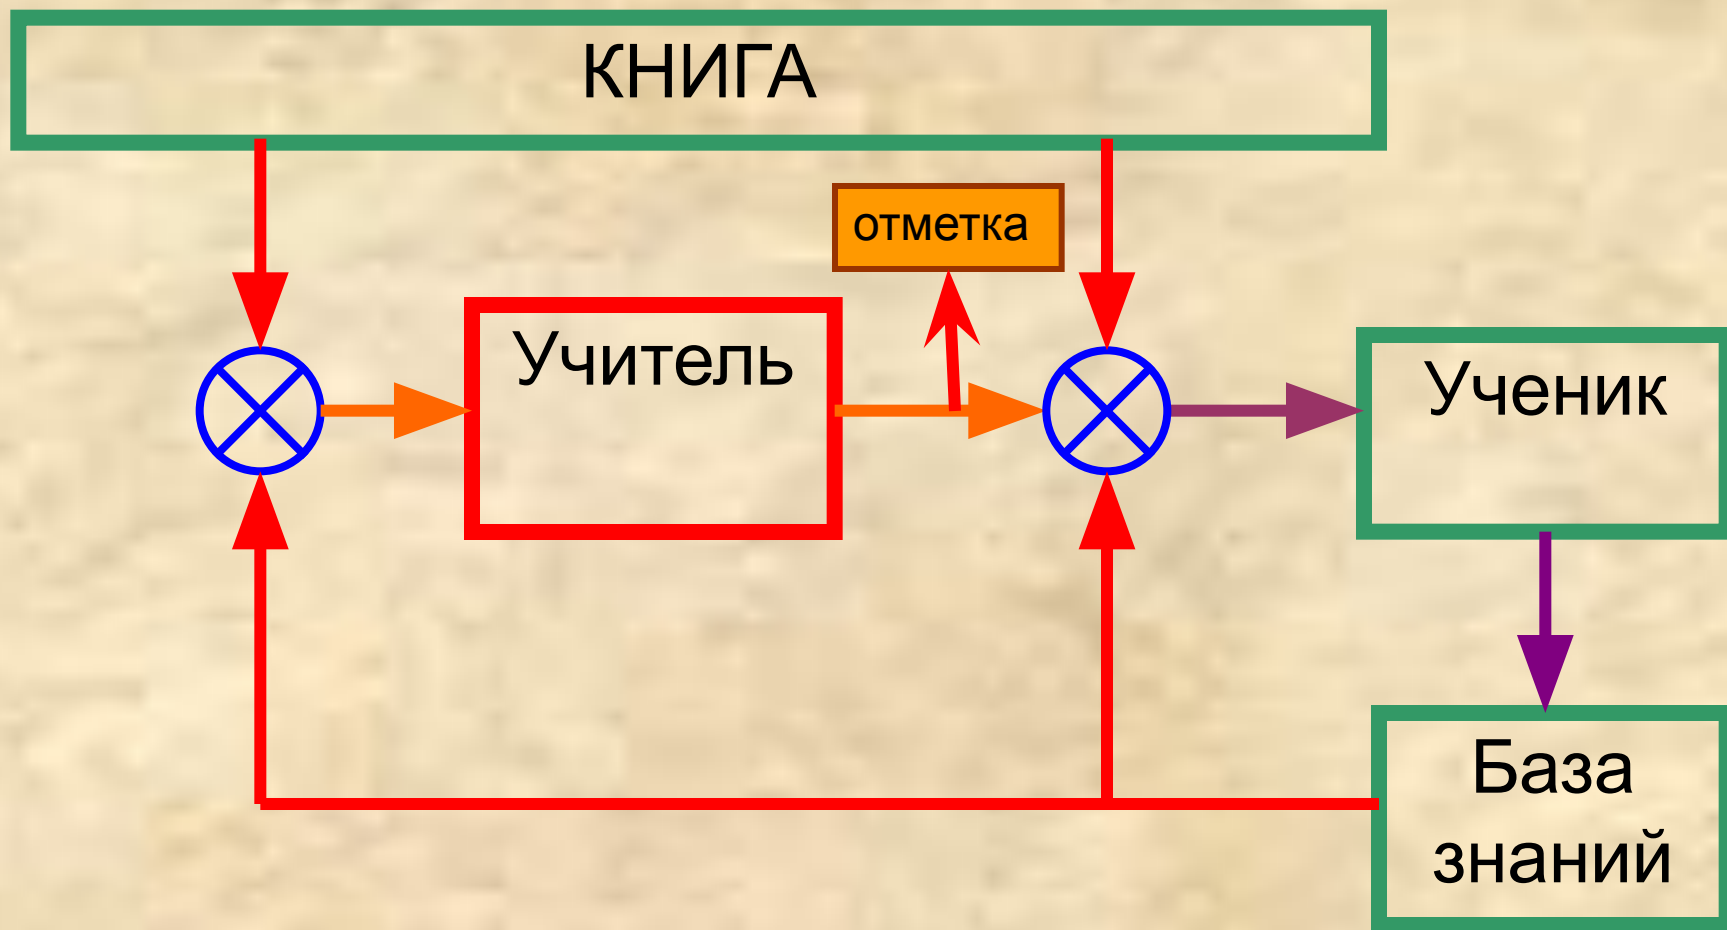 КНИГА
отметка
Учитель
Ученик
База
знаний